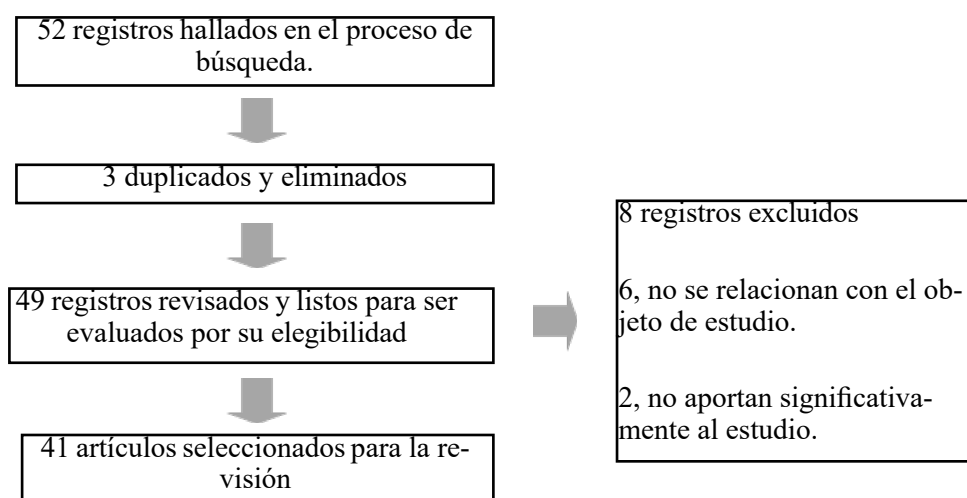 52 registros hallados en el proceso de
búsqueda.
3 duplicados y eliminados
49 registros revisados y listos para ser
evaluados por su elegibilidad
8 registros excluidos
6, no se relacionan con el ob-
jeto de estudio.
2, no aportan significativa-
mente al estudio.
41 artículos seleccionados para la re-
visión